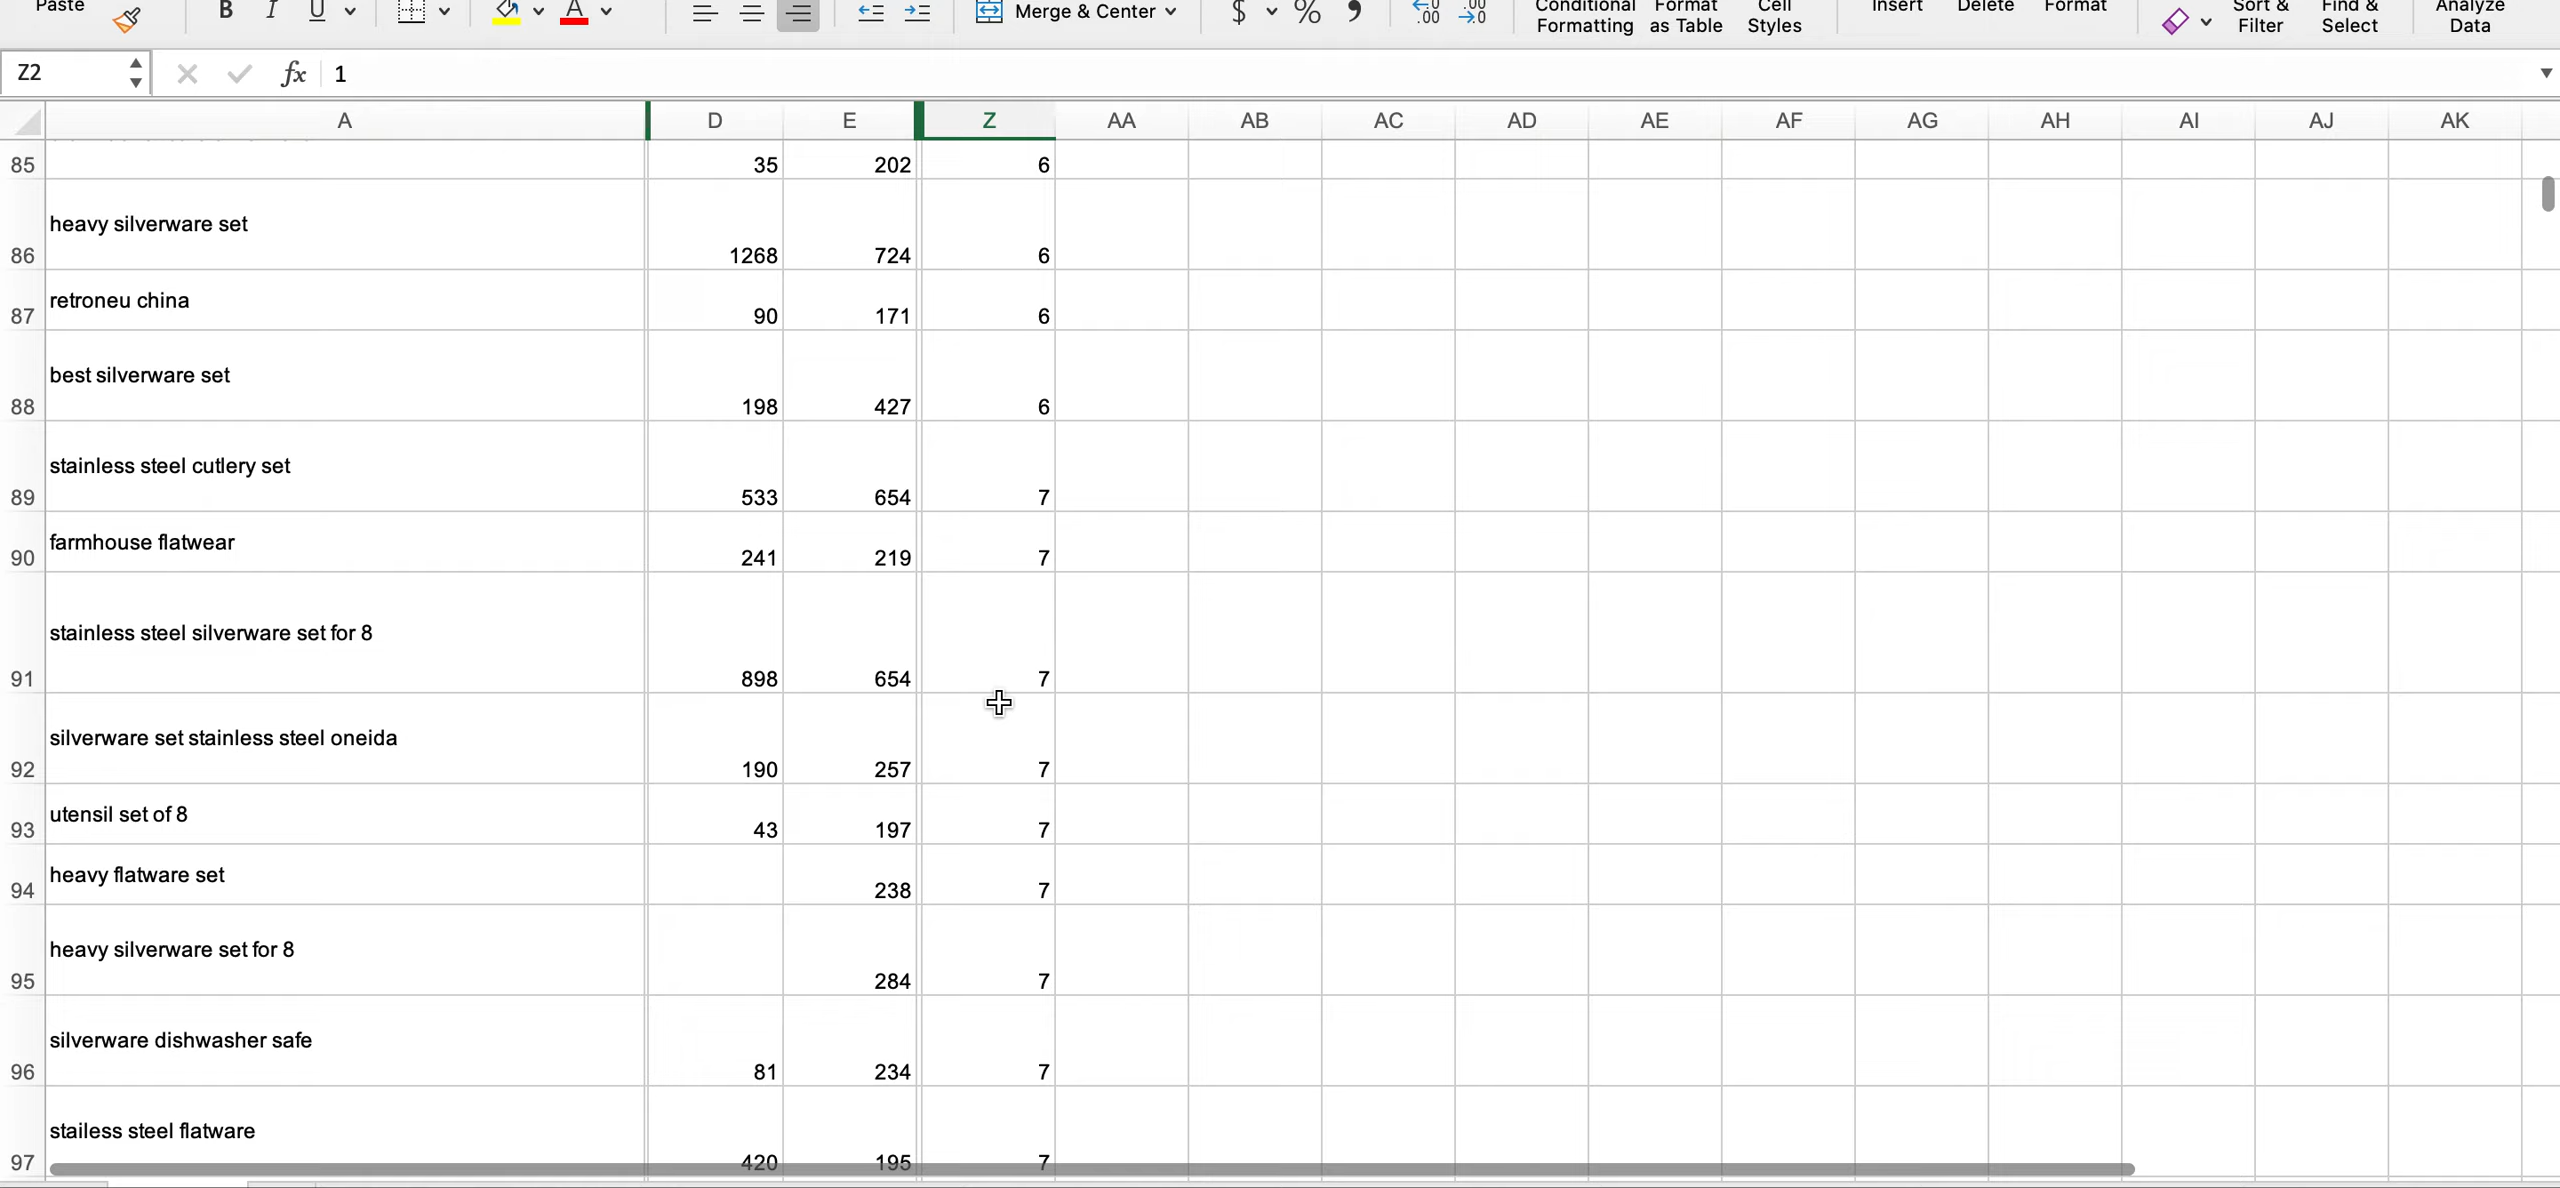 Paste
B I U A
Merge & Center
$ % ,
Conditional Formatting
Format as Table
Cell Styles
Insert
Delete
Format
Sort & Filter
Find & Select
Analyze Data
Z2 fx 1
A D E Z AA AB AC AD AE AF AG AH AI AJ AK
85 35 202 6
86 heavy silverware set 1268 724 6
87 retroneu china 90 171 6
88 best silverware set 198 427 6
89 stainless steel cutlery set 533 654 7
90 farmhouse flatwear 241 219 7
91 stainless steel silverware set for 8 898 654 7
92 silverware set stainless steel oneida 190 257 7
93 utensil set of 8 43 197 7
94 heavy flatware set 238 7
95 heavy silverware set for 8 284 7
96 silverware dishwasher safe 81 234 7
97 stailess steel flatware 420 195 7